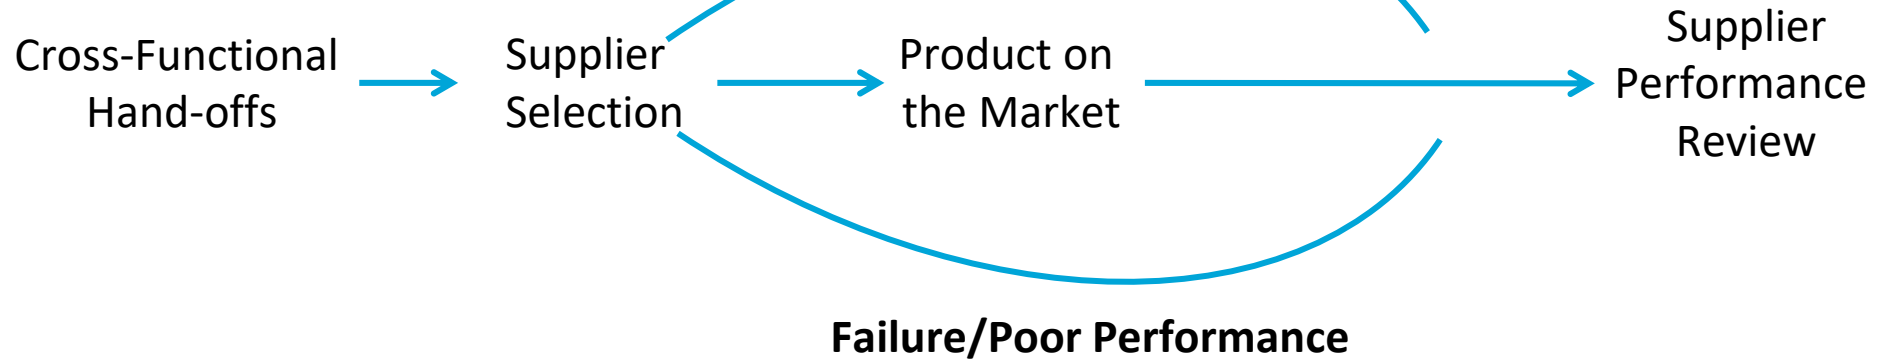 Cross-Functional
Hand-offs
Supplier
Selection
Product on
the Market
Supplier
Performance
Review
Failure/Poor Performance